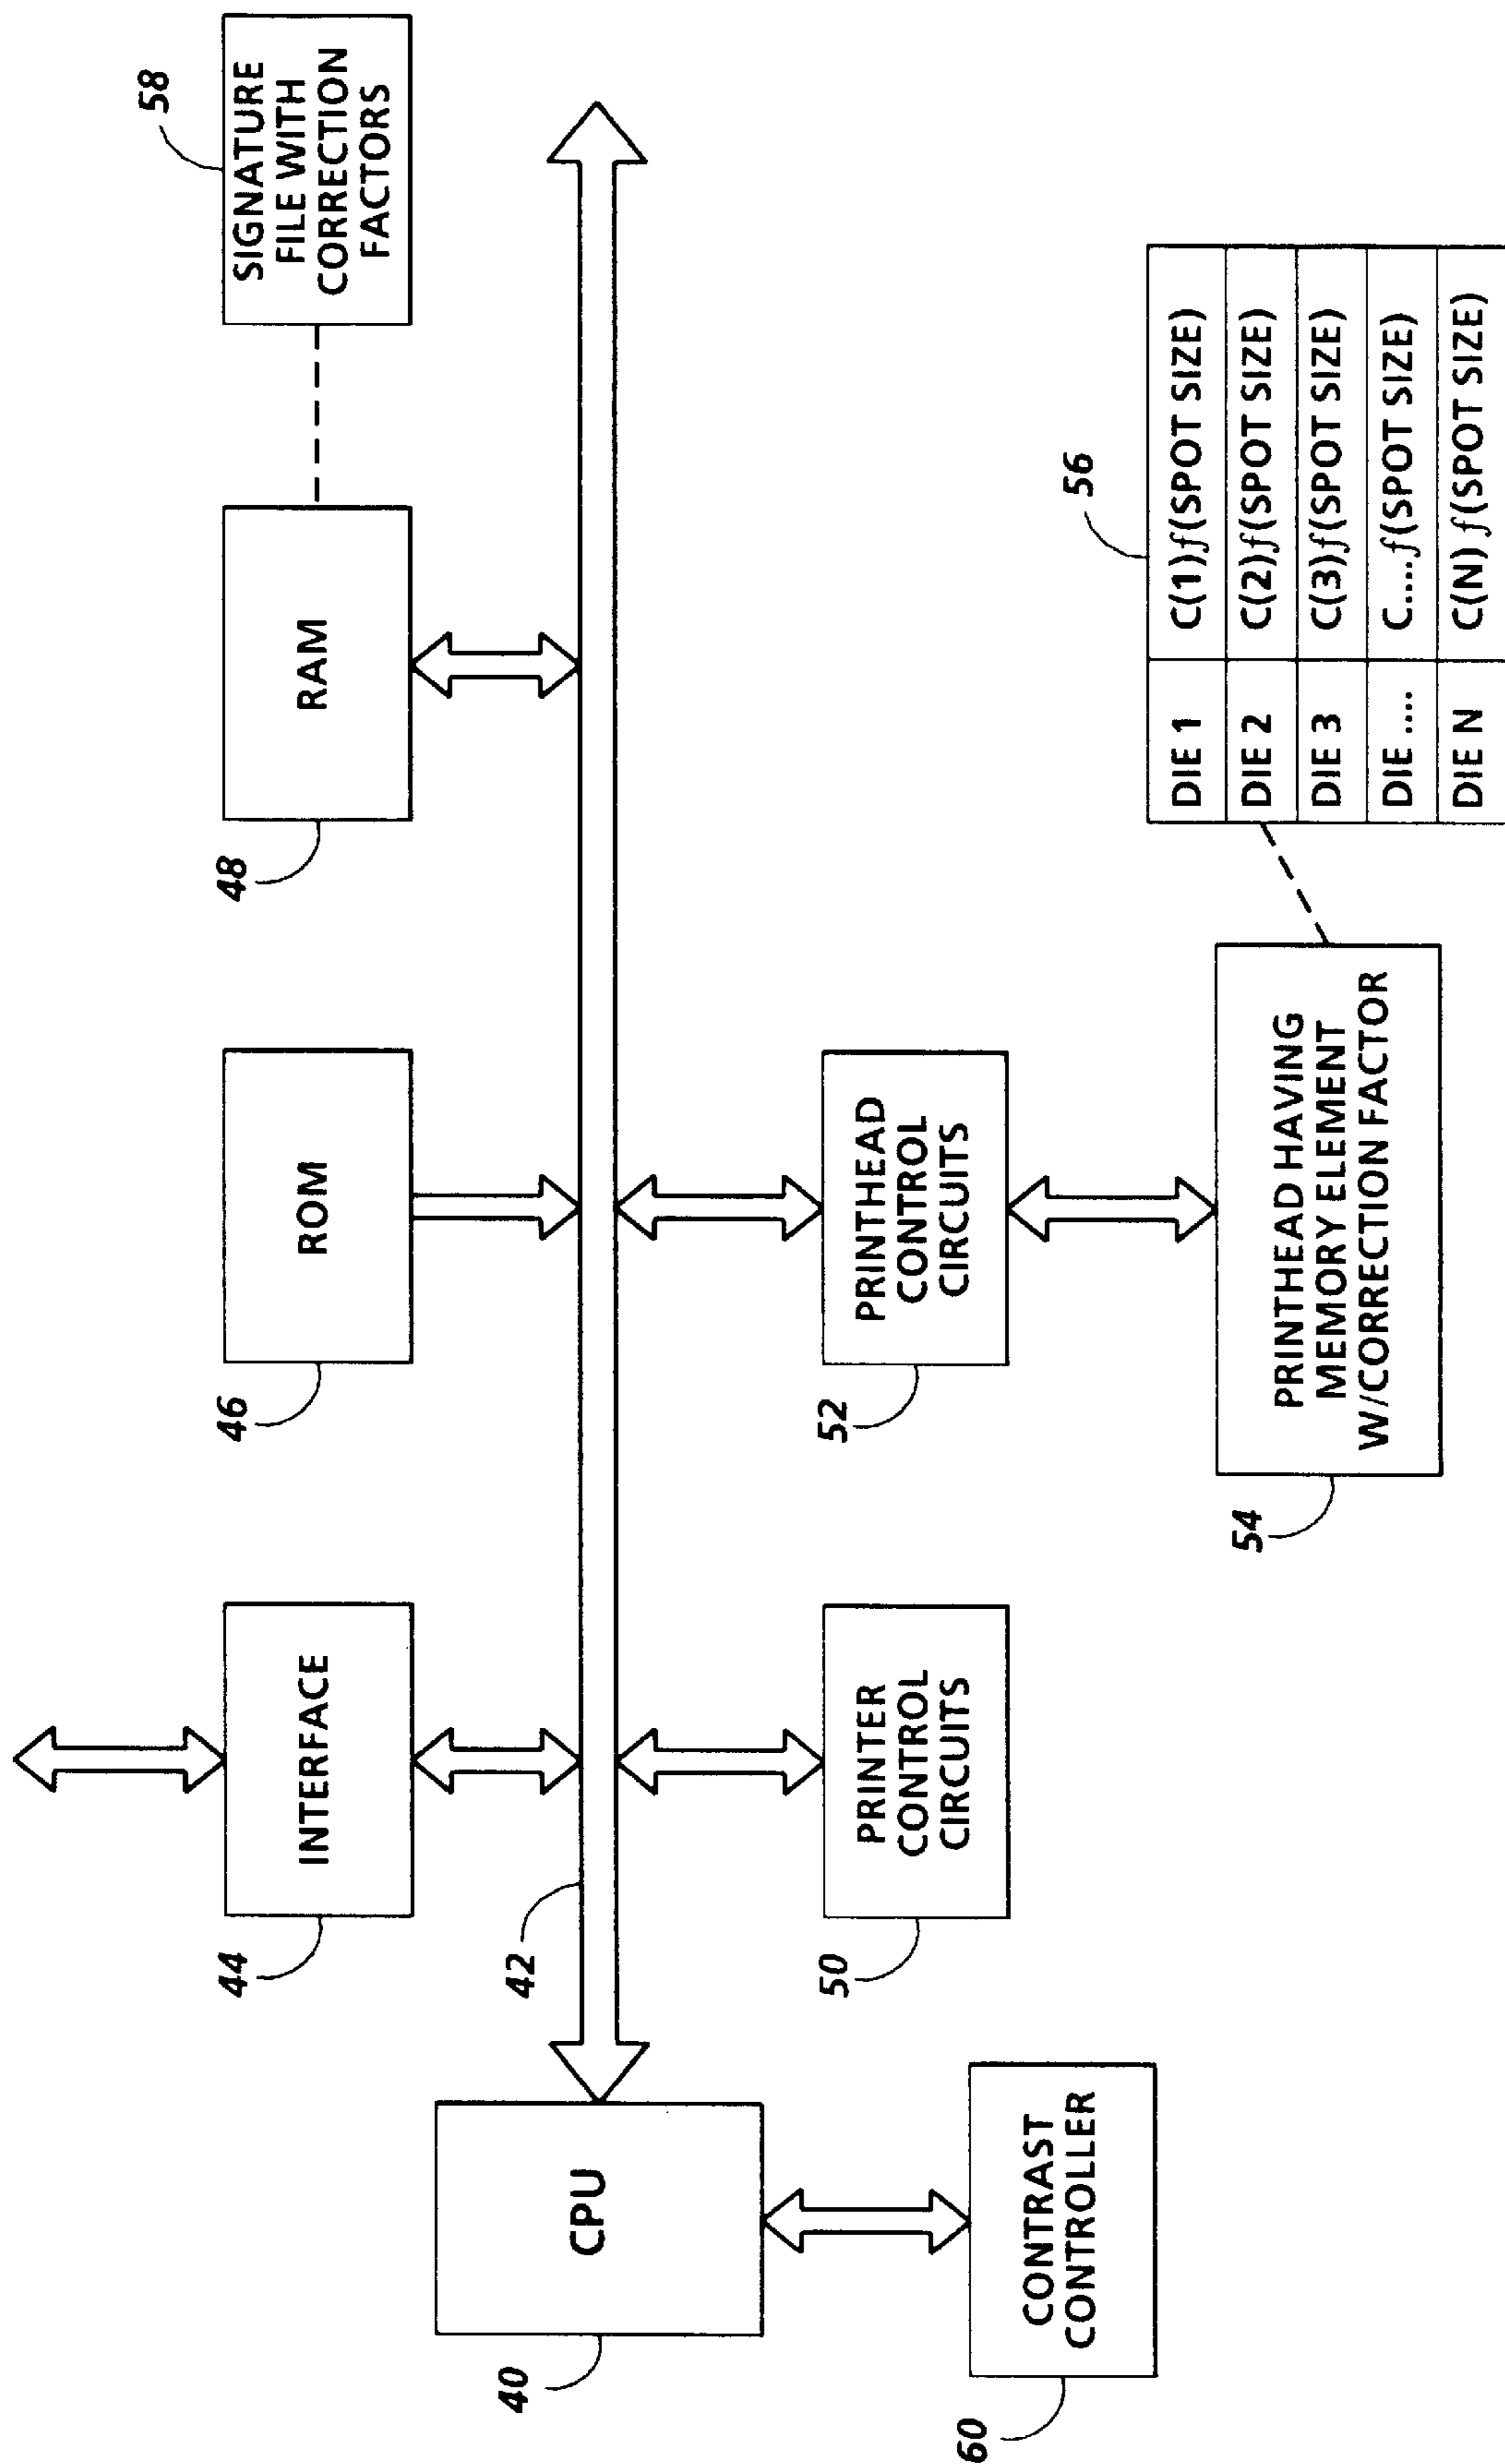 44
INTERFACE
46
ROM
48
RAM
58
SIGNATURE
FILE WITH
CORRECTION
FACTORS
40
CPU
42
60
CONTRAST
CONTROLLER
50
PRINTER
CONTROL
CIRCUITS
52
PRINTHEAD
CONTROL
CIRCUITS
54
PRINTHEAD HAVING
MEMORY ELEMENT
W/CORRECTION FACTOR
56
DIE 1 C(1)f(SPOT SIZE)
DIE 2 C(2)f(SPOT SIZE)
DIE 3 C(3)f(SPOT SIZE)
DIE .... C....f(SPOT SIZE)
DIE N C(N) f(SPOT SIZE)